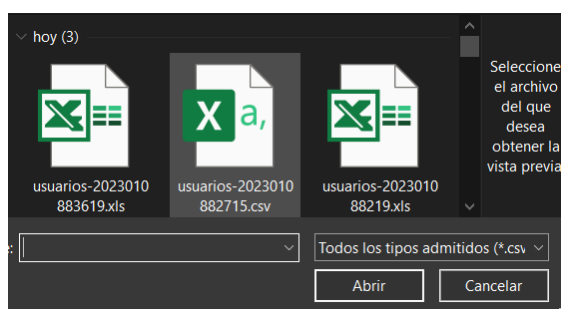 hoy (3)
Seleccione
el archivo
del que
desea
obtener la
vista previa
X
X a,
X
usuarios-2023010
883619.xls
usuarios-2023010
882715.csv
usuarios-2023010
88219.xls
e:
Todos los tipos admitidos (*.csv
Abrir
Cancelar